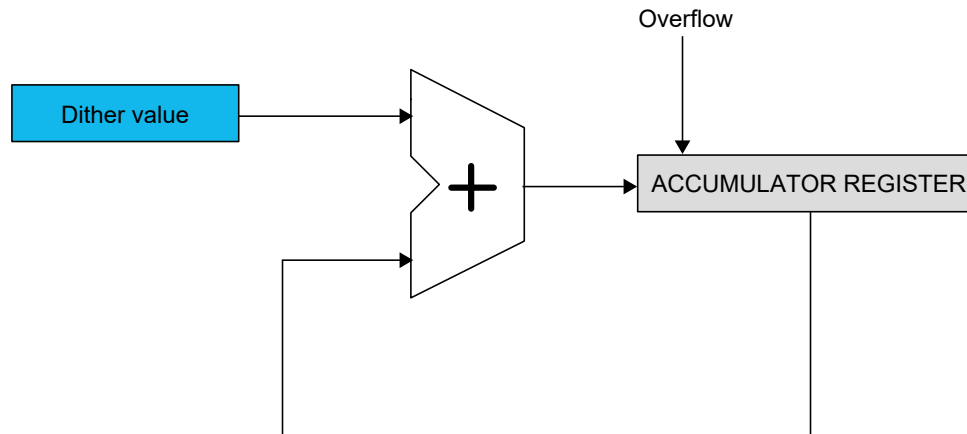 Overflow
Dither value
+
ACCUMULATOR REGISTER